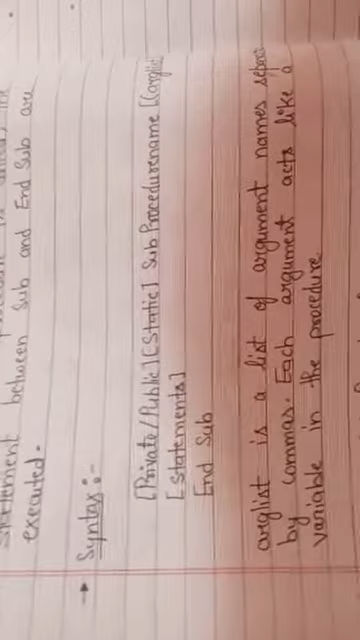 statement between Sub and End Sub are
executed.
→ Syntax :-
[Private/Public][Static] Sub Procedurename [(arglist
[statements]
End Sub
arglist is a list of argument names separ
by commas. Each argument acts like a
variable in the procedure.